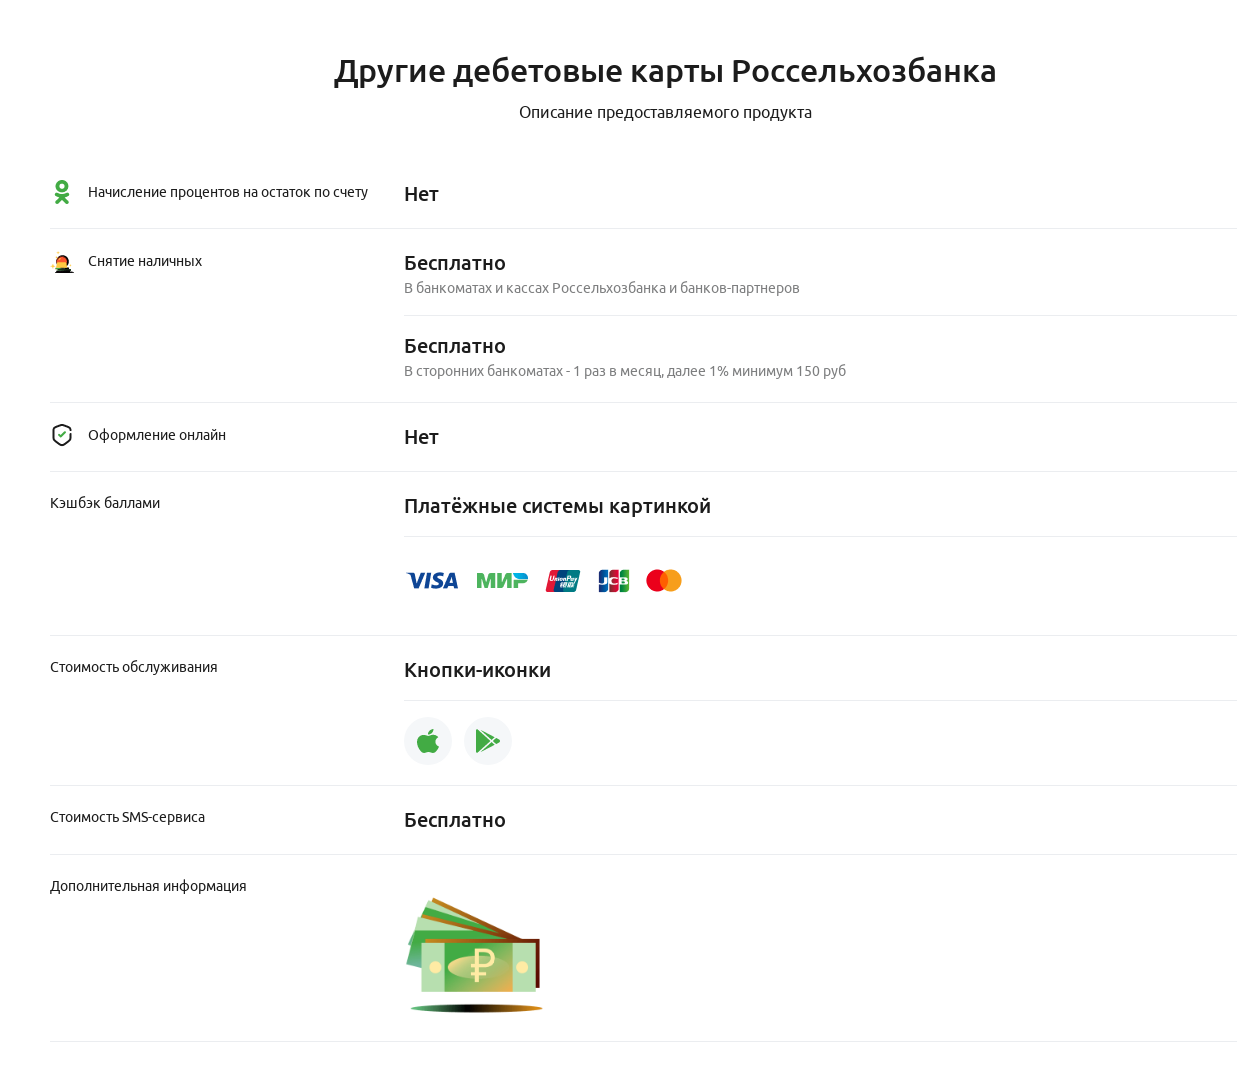 Другие дебетовые карты Россельхозбанка
Описание предоставляемого продукта
Начисление процентов на остаток по счету
Нет
Снятие наличных
Бесплатно
В банкоматах и кассах Россельхозбанка и банков-партнеров
Бесплатно
В сторонних банкоматах - 1 раз в месяц, далее 1% минимум 150 руб
Оформление онлайн
Нет
Кэшбэк баллами
Платёжные системы картинкой
VISA МИР UnionPay 银联 JCB
Стоимость обслуживания
Кнопки-иконки
Стоимость SMS-сервиса
Бесплатно
Дополнительная информация
₽